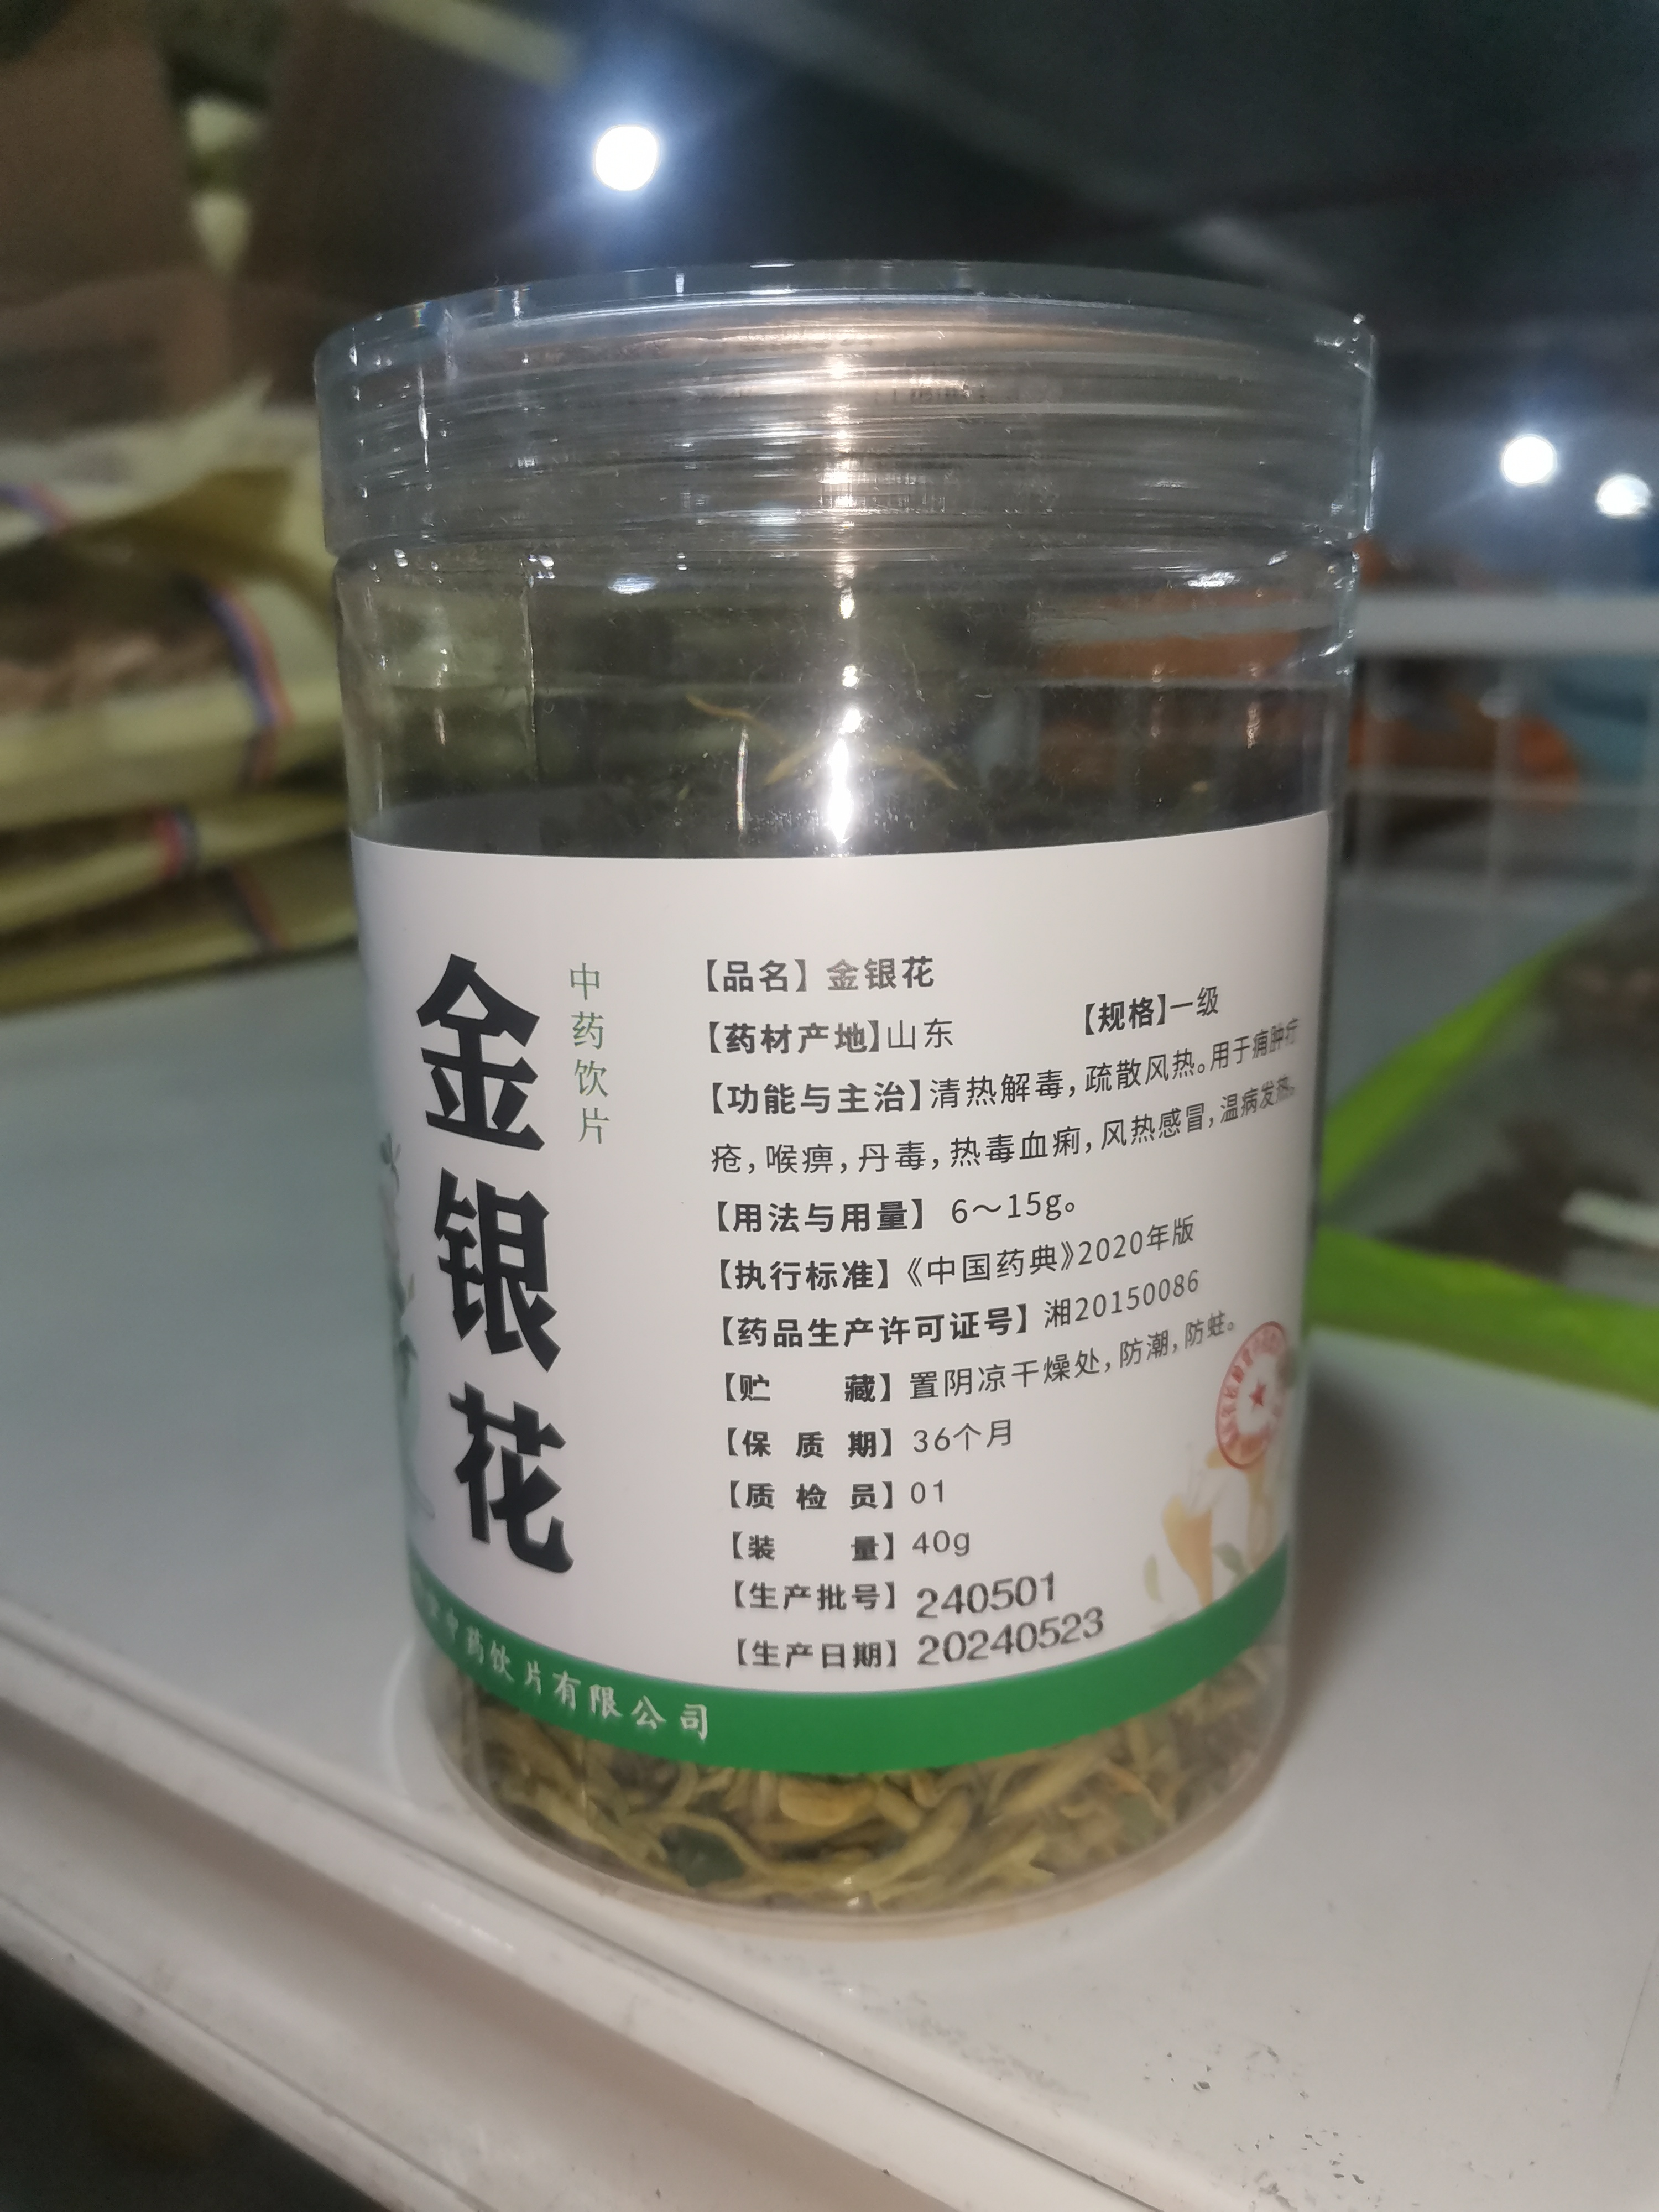 金银花
中药饮片
【品名】金银花
【药材产地】山东 【规格】一级
【功能与主治】清热解毒,疏散风热。用于痈肿疔
疮,喉痹,丹毒,热毒血痢,风热感冒,温病发热。
【用法与用量】 6～15g。
【执行标准】《中国药典》2020年版
【药品生产许可证号】湘20150086
【贮 藏】置阴凉干燥处,防潮,防蛀。
【保 质 期】36个月
【质 检 员】01
【装 量】40g
【生产批号】240501
【生产日期】20240523
中药饮片有限公司